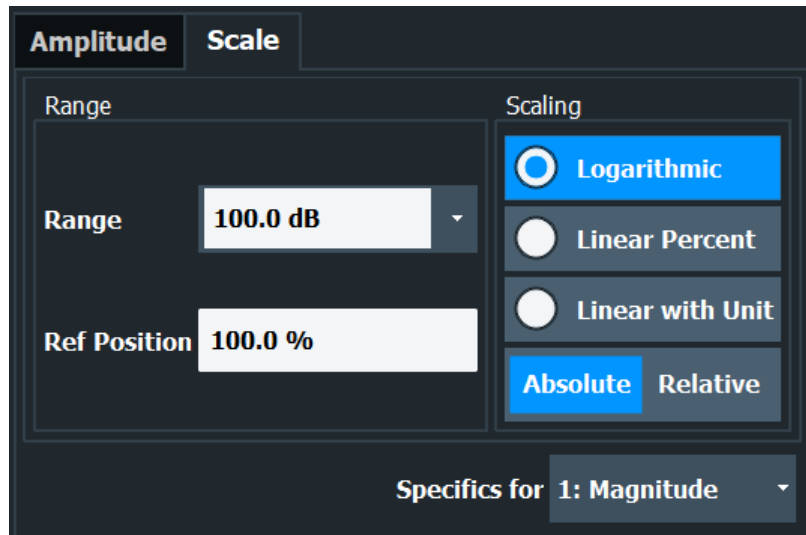 Amplitude Scale
Range
Range 100.0 dB
Ref Position 100.0 %
Scaling
Logarithmic
Linear Percent
Linear with Unit
Absolute Relative
Specifics for 1: Magnitude